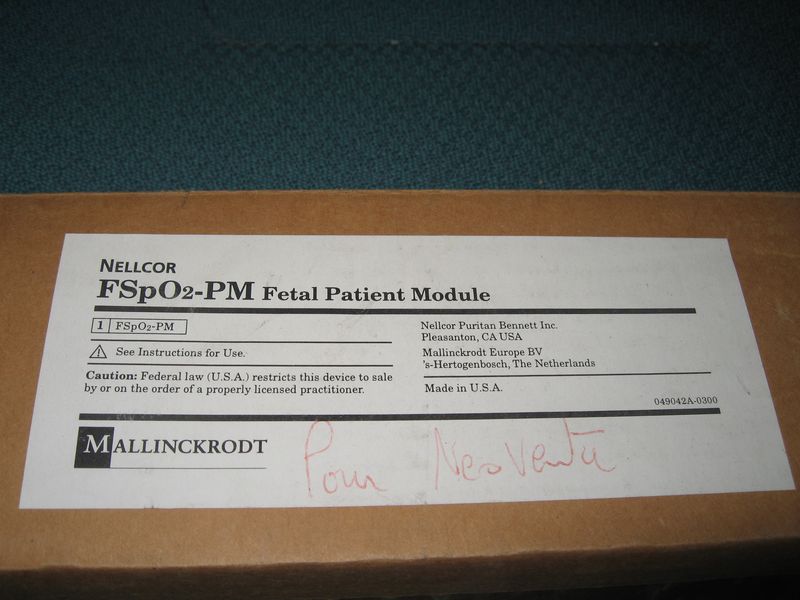 NELLCOR
FSpO2-PM Fetal Patient Module
1 FSpO2-PM
See Instructions for Use.
Caution: Federal law (U.S.A.) restricts this device to sale
by or on the order of a properly licensed practitioner.
Nellcor Puritan Bennett Inc.
Pleasanton, CA USA
Mallinckrodt Europe BV
's-Hertogenbosch, The Netherlands
Made in U.S.A.
049042A-0300
MALLINCKRODT
Pour